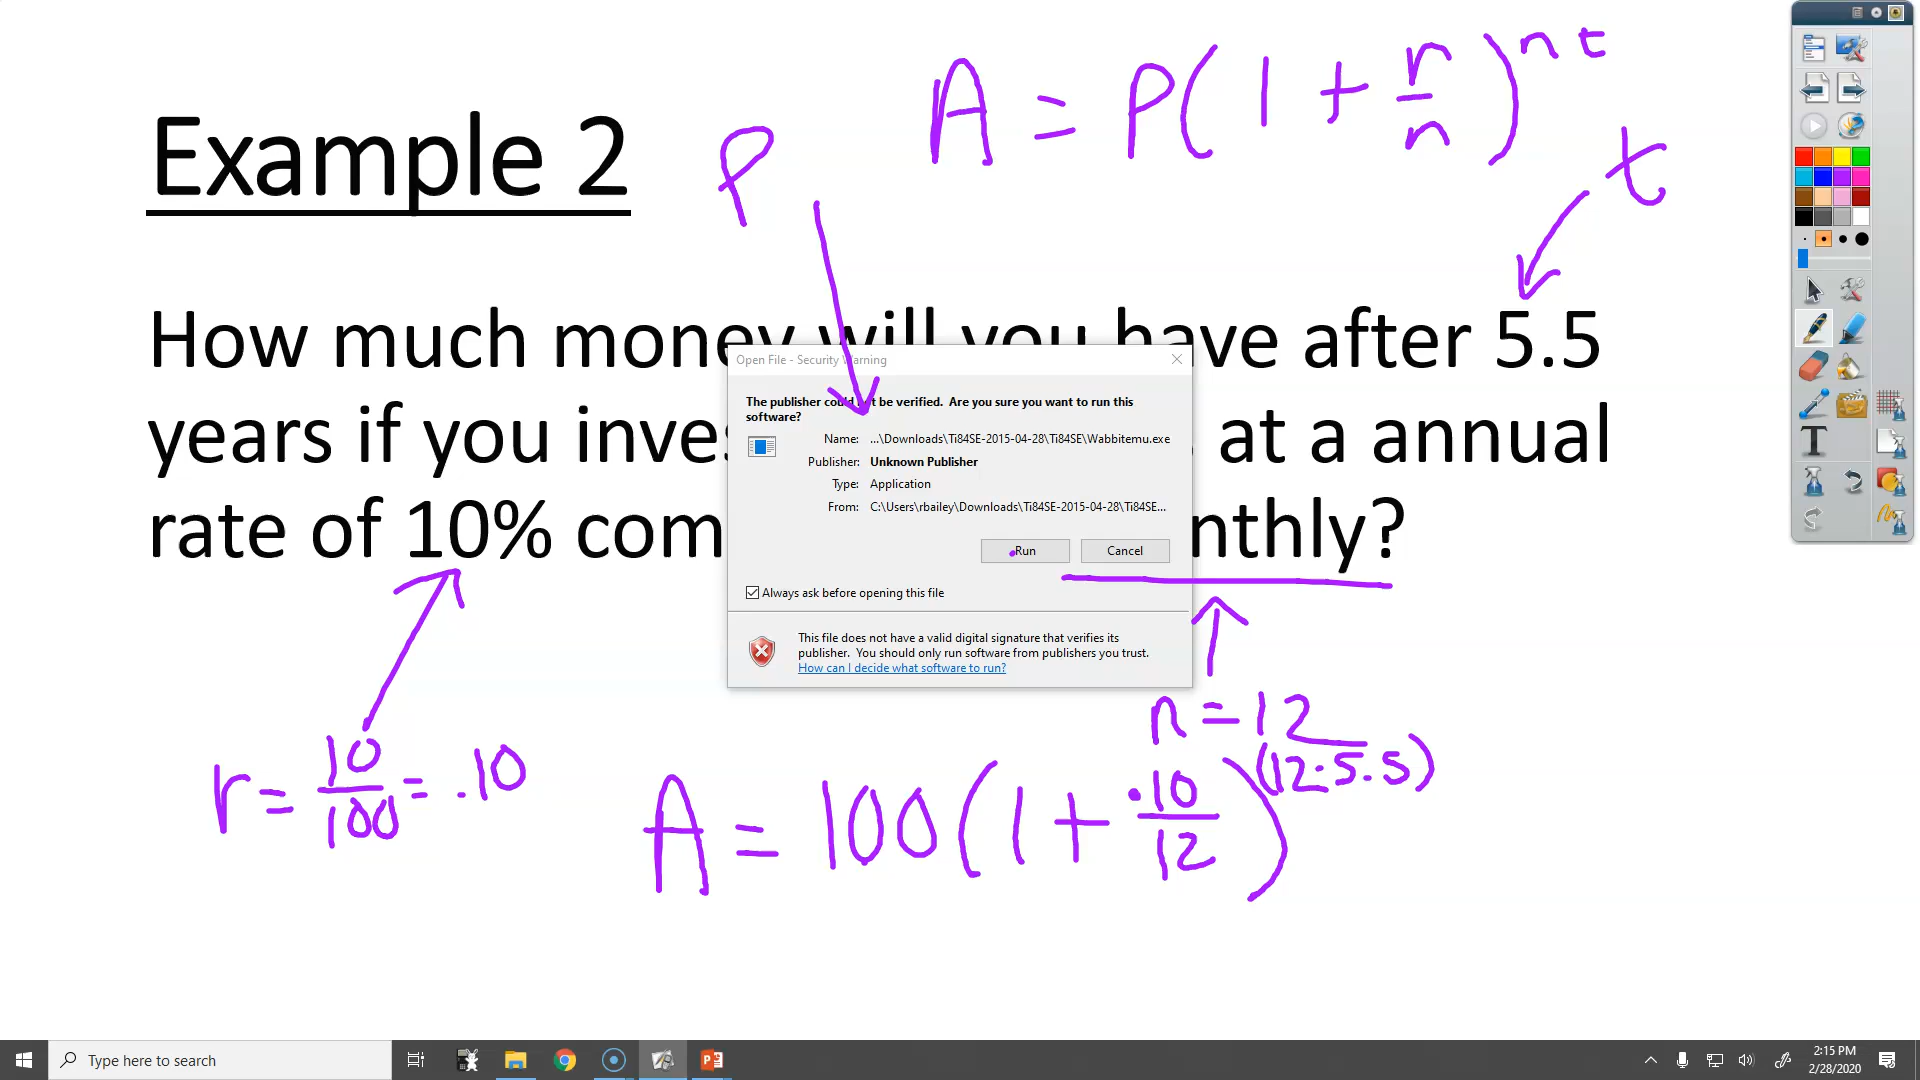 A = P(1 + r/n)^nt
Example 2
P
t
How much money will you have after 5.5
years if you inves s at a annual
rate of 10% com nthly?
Open File - Security Warning
The publisher could not be verified. Are you sure you want to run this
software?
Name: ...\Downloads\Ti84SE-2015-04-28\Ti84SE\Wabbitemu.exe
Publisher: Unknown Publisher
Type: Application
From: C:\Users\rbailey\Downloads\Ti84SE-2015-04-28\Ti84SE...
Run Cancel
Always ask before opening this file
This file does not have a valid digital signature that verifies its
publisher. You should only run software from publishers you trust.
How can I decide what software to run?
n = 12
r = 10/100 = .10
A = 100(1 + .10/12)^(12·5.5)
T
Type here to search
2:15 PM
2/28/2020